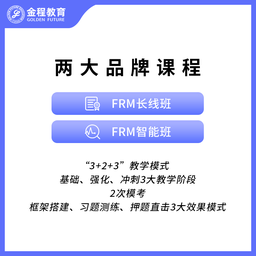 金程教育
GOLDEN FUTURE
两大品牌课程
FRM长线班
FRM智能班
“3+2+3”教学模式
基础、强化、冲刺3大教学阶段
2次模考
框架搭建、习题测练、押题直击3大效果模式